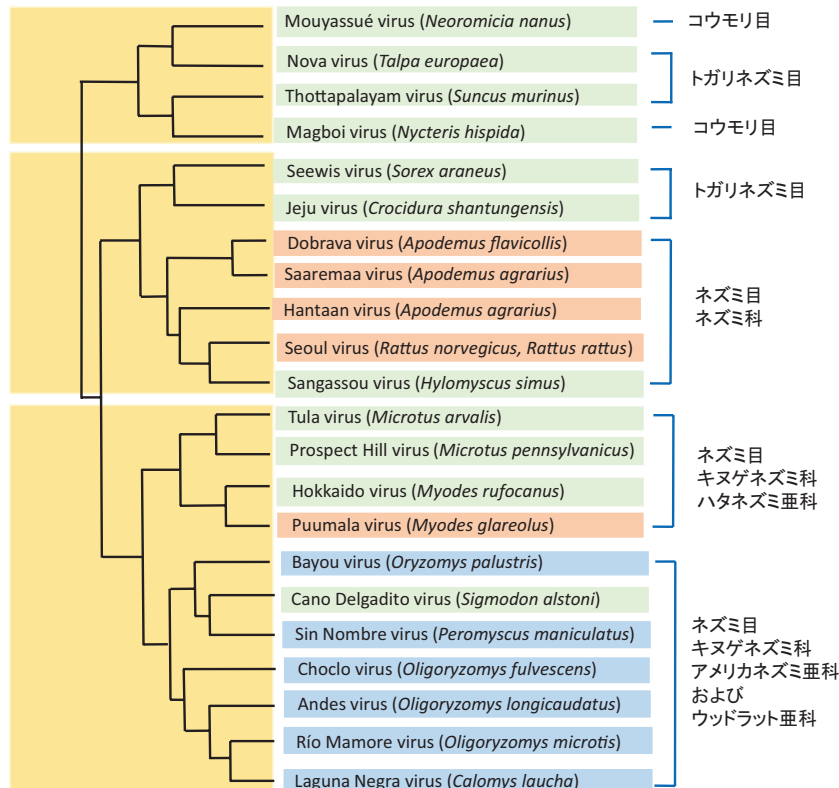 Mouyassué virus (Neoromicia nanus)
コウモリ目
Nova virus (Talpa europaea)
トガリネズミ目
Thottapalayam virus (Suncus murinus)
Magboi virus (Nycteris hispida)
コウモリ目
Seewis virus (Sorex araneus)
トガリネズミ目
Jeju virus (Crocidura shantungensis)
Dobrava virus (Apodemus flavicollis)
Saaremaa virus (Apodemus agrarius)
Hantaan virus (Apodemus agrarius)
ネズミ目
ネズミ科
Seoul virus (Rattus norvegicus, Rattus rattus)
Sangassou virus (Hylomyscus simus)
Tula virus (Microtus arvalis)
Prospect Hill virus (Microtus pennsylvanicus)
ネズミ目
キヌゲネズミ科
ハタネズミ亜科
Hokkaido virus (Myodes rufocanus)
Puumala virus (Myodes glareolus)
Bayou virus (Oryzomys palustris)
Cano Delgadito virus (Sigmodon alstoni)
Sin Nombre virus (Peromyscus maniculatus)
Choclo virus (Oligoryzomys fulvescens)
Andes virus (Oligoryzomys longicaudatus)
Río Mamore virus (Oligoryzomys microtis)
Laguna Negra virus (Calomys laucha)
ネズミ目
キヌゲネズミ科
アメリカネズミ亜科
および
ウッドラット亜科